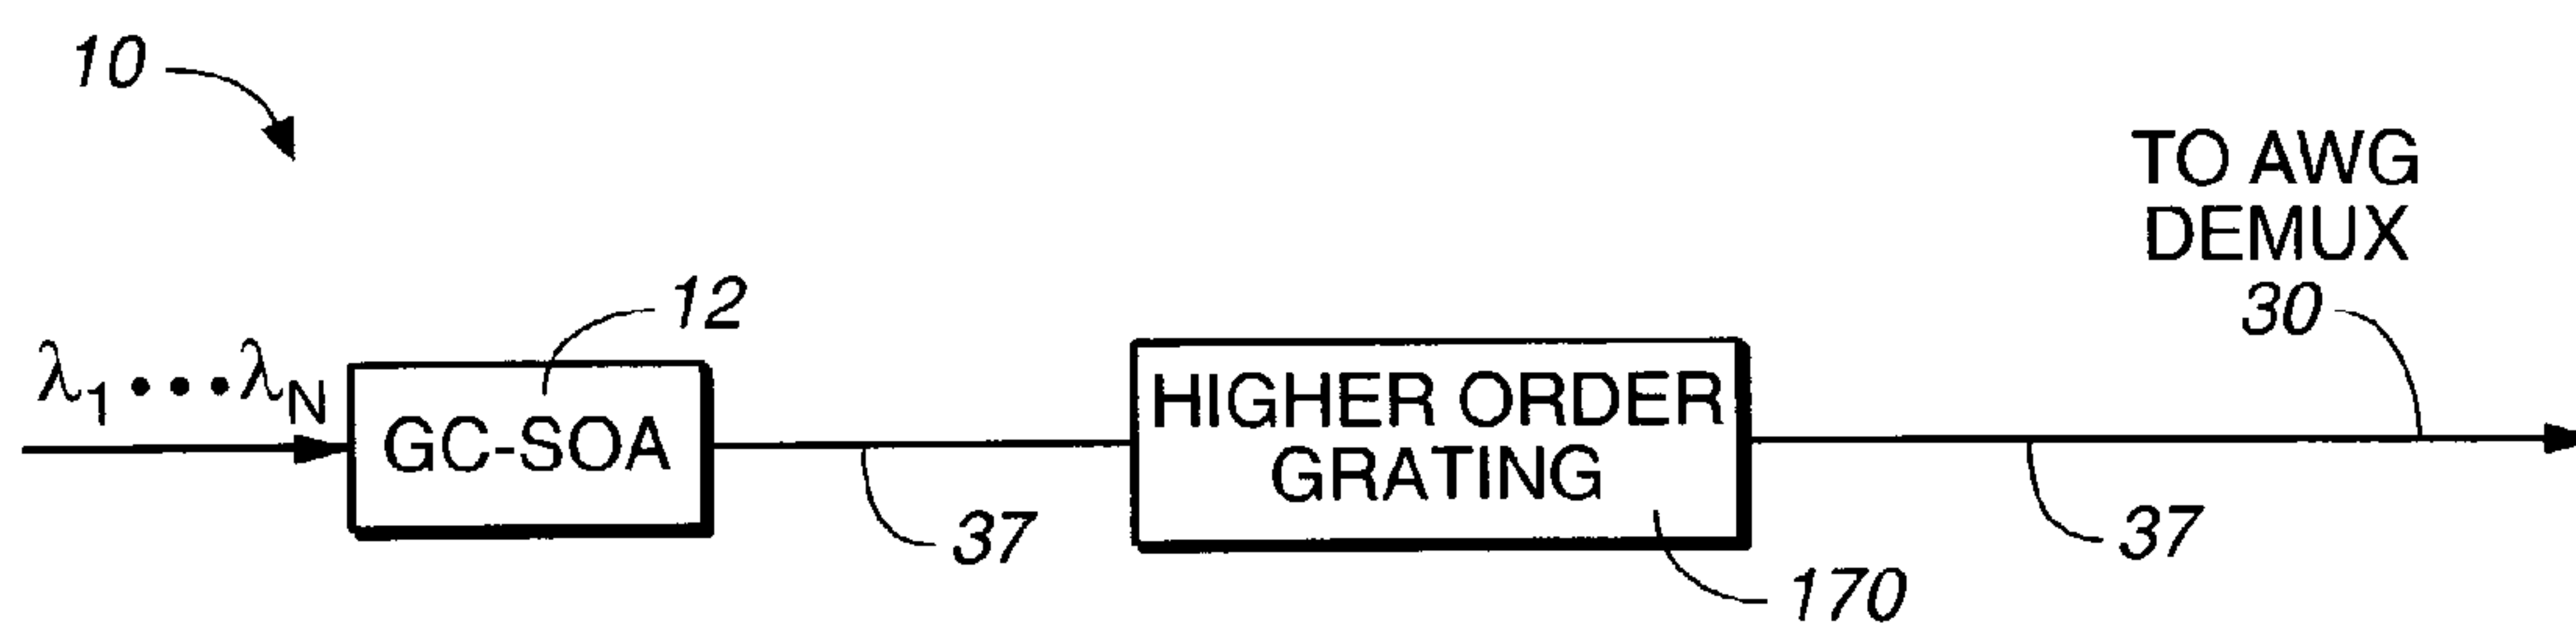 10
TO AWG
DEMUX
30
12
λ1 • • • λN
GC-SOA
HIGHER ORDER
GRATING
37
37
170